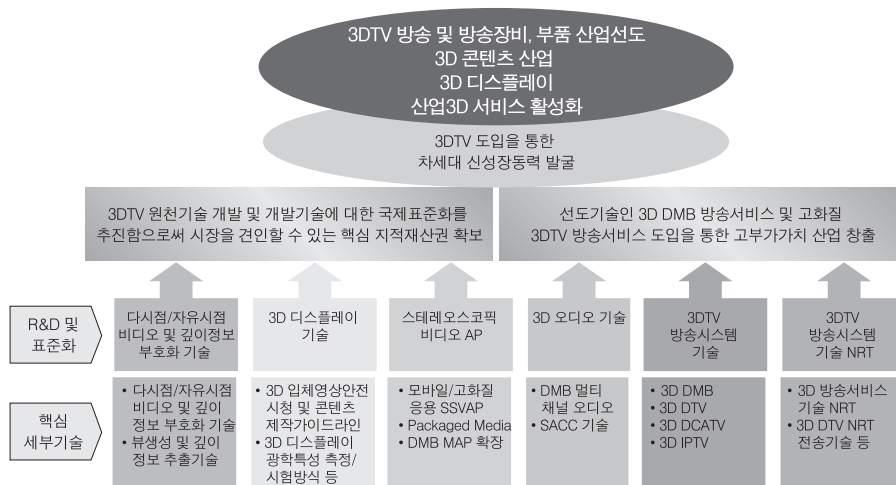 3DTV 방송 및 방송장비, 부품 산업선도
3D 콘텐츠 산업
3D 디스플레이
산업3D 서비스 활성화
3DTV 도입을 통한
차세대 신성장동력 발굴
3DTV 원천기술 개발 및 개발기술에 대한 국제표준화를
추진함으로써 시장을 견인할 수 있는 핵심 지적재산권 확보
선도기술인 3D DMB 방송서비스 및 고화질
3DTV 방송서비스 도입을 통한 고부가가치 산업 창출
R&D 및
표준화
다시점/자유시점
비디오 및 깊이정보
부호화 기술
3D 디스플레이
기술
스테레오스코픽
비디오 AP
3D 오디오 기술
3DTV
방송시스템
기술
3DTV
방송시스템
기술 NRT
핵심
세부기술
• 다시점/자유시점
비디오 및 깊이
정보 부호화 기술
• 뷰생성 및 깊이
정보 추출기술
• 3D 입체영상안전
시청 및 콘텐츠
제작가이드라인
• 3D 디스플레이
광학특성 측정/
시험방식 등
• 모바일/고화질
응용 SSVAP
• Packaged Media
• DMB MAP 확장
• DMB 멀티
채널 오디오
• SACC 기술
• 3D DMB
• 3D DTV
• 3D DCATV
• 3D IPTV
• 3D 방송서비스
기술 NRT
• 3D DTV NRT
전송기술 등